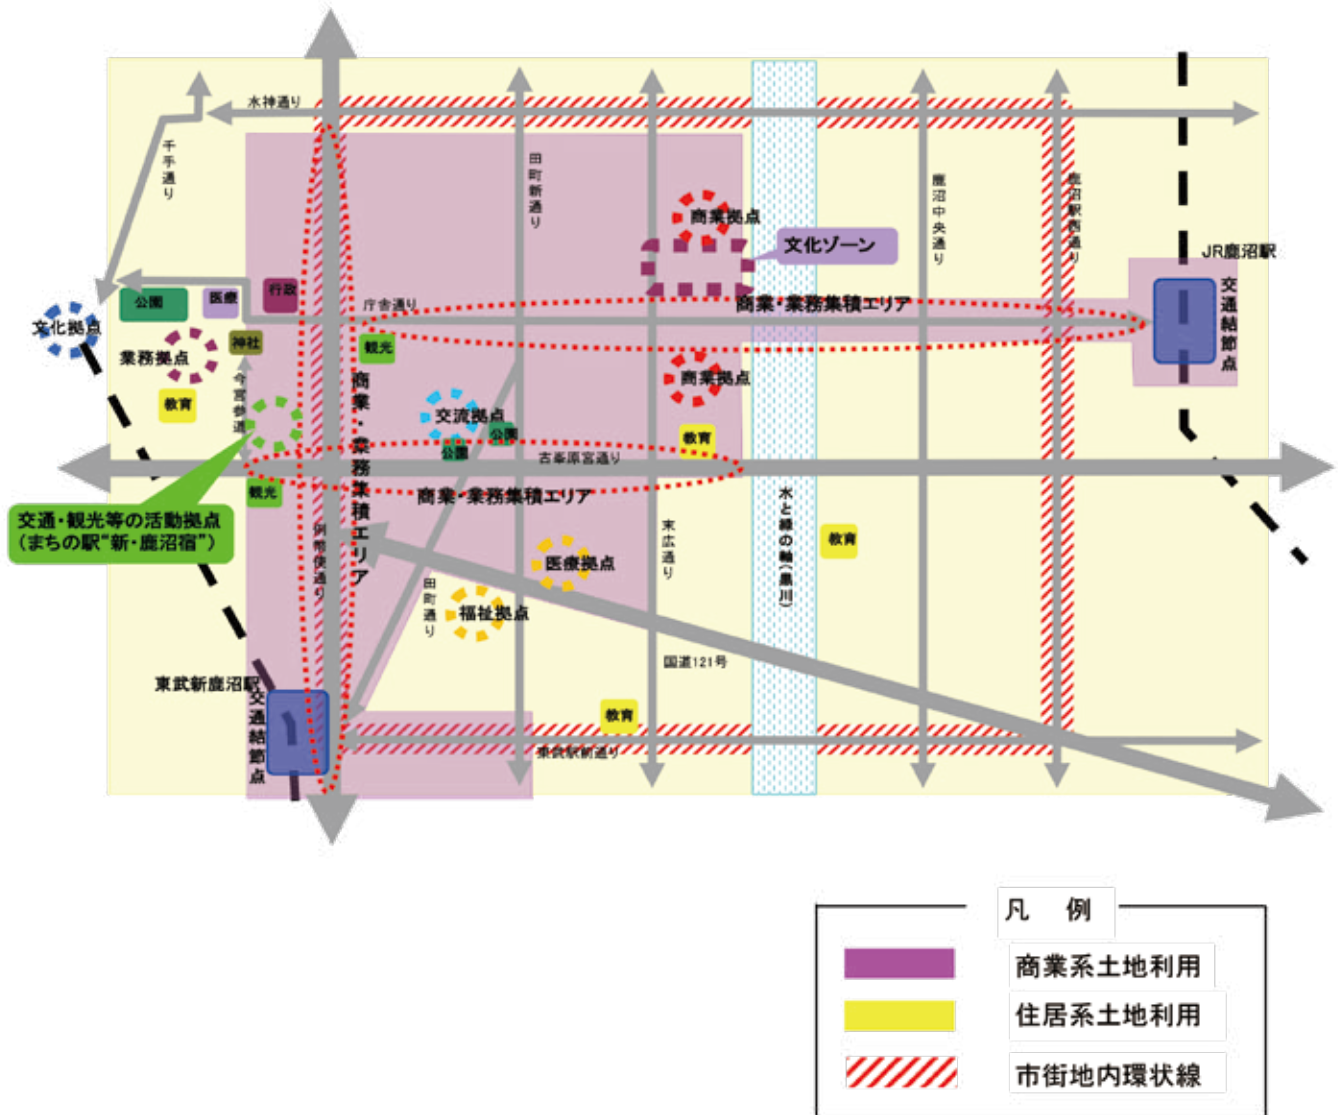 水神通り
千手通り
田町新通り
鹿沼中央通り
鹿沼駅西通り
商業拠点
文化ゾーン
JR鹿沼駅
交通結節点
公園
医療
行政
庁舎通り
商業・業務集積エリア
文化拠点
業務拠点
神社
観光
今宮参道
教育
商業・業務集積エリア
交流拠点
公園
公園
商業拠点
教育
古峯原宮通り
観光
商業・業務集積エリア
交通・観光等の活動拠点
(まちの駅“新・鹿沼宿”)
例幣使通り
田町通り
医療拠点
福祉拠点
末広通り
水と緑の軸(黒川)
教育
国道121号
東武新鹿沼駅
交通結節点
教育
東武駅前通り
凡 例
商業系土地利用
住居系土地利用
市街地内環状線